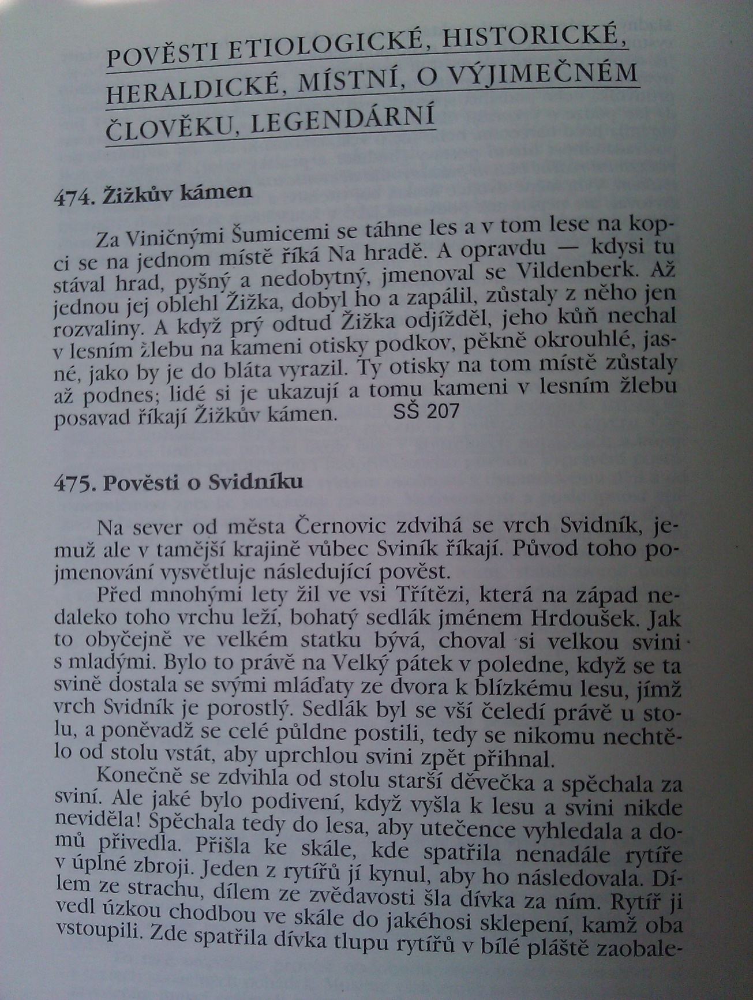 POVĚSTI ETIOLOGICKÉ, HISTORICKÉ,
HERALDICKÉ, MÍSTNÍ, O VÝJIMEČNÉM
ČLOVĚKU, LEGENDÁRNÍ
474. Žižkův kámen
Za Viničnými Šumicemi se táhne les a v tom lese na kop-
ci se na jednom místě říká Na hradě. A opravdu — kdysi tu
stával hrad, pyšný a nedobytný, jmenoval se Vildenberk. Až
jednou jej oblehl Žižka, dobyl ho a zapálil, zůstaly z něho jen
rozvaliny. A když prý odtud Žižka odjížděl, jeho kůň nechal
v lesním žlebu na kameni otisky podkov, pěkně okrouhlé, jas-
né, jako by je do bláta vyrazil. Ty otisky na tom místě zůstaly
až podnes; lidé si je ukazují a tomu kameni v lesním žlebu
posavad říkají Žižkův kámen. SŠ 207
475. Pověsti o Svidníku
Na sever od města Černovic zdvihá se vrch Svidník, je-
muž ale v tamější krajině vůbec Sviník říkají. Původ toho po-
jmenování vysvětluje následující pověst.
Před mnohými lety žil ve vsi Třítězi, která na západ ne-
daleko toho vrchu leží, bohatý sedlák jménem Hrdoušek. Jak
to obyčejně ve velkém statku bývá, choval si velkou svini
s mladými. Bylo to právě na Velký pátek v poledne, když se ta
svině dostala se svými mláďaty ze dvora k blízkému lesu, jímž
vrch Svidník je porostlý. Sedlák byl se vší čeledí právě u sto-
lu, a poněvadž se celé půldne postili, tedy se nikomu nechtě-
lo od stolu vstát, aby uprchlou svini zpět přihnal.
Konečně se zdvihla od stolu starší děvečka a spěchala za
sviní. Ale jaké bylo podivení, když vyšla k lesu a svini nikde
neviděla! Spěchala tedy do lesa, aby utečence vyhledala a do-
mů přivedla. Přišla ke skále, kde spatřila nenadále rytíře
v úplné zbroji. Jeden z rytířů jí kynul, aby ho následovala. Dí-
lem ze strachu, dílem ze zvědavosti šla dívka za ním. Rytíř ji
vedl úzkou chodbou ve skále do jakéhosi sklepení, kamž oba
vstoupili. Zde spatřila dívka tlupu rytířů v bílé pláště zaobale-